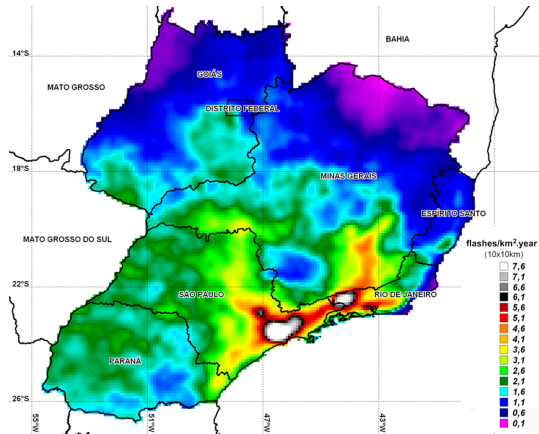 BAHIA
14°S
GOIÁS
MATO GROSSO
DISTRITO FEDERAL
18°S
MINAS GERAIS
ESPÍRITO SANTO
MATO GROSSO DO SUL
flashes/km².year
(10x10km)
7,6
7,1
6.6
6,1
5.6
5,1
4,6
4,1
3,6
3,1
2,6
2,1
1,6
1,1
0,6
0,1
22°S
SÃO PAULO
RIO DE JANEIRO
PARANÁ
26°S
55°W
51°W
47°W
43°W